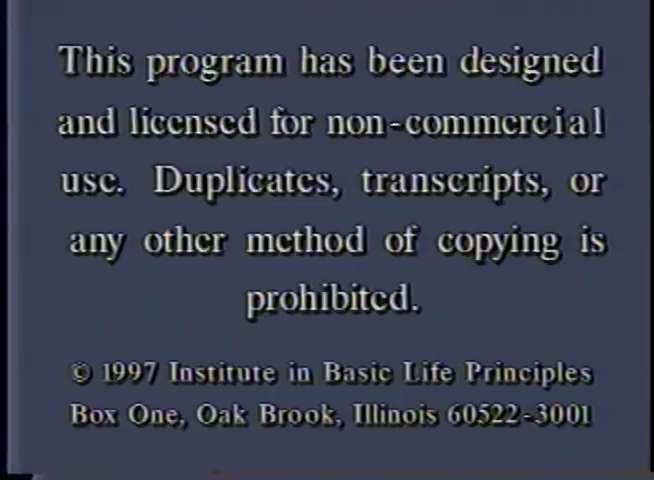 This program has been designed
and licensed for non-commercial
use. Duplicates, transcripts, or
any other method of copying is
prohibited.
© 1997 Institute in Basic Life Principles
Box One, Oak Brook, Illinois 60522-3001